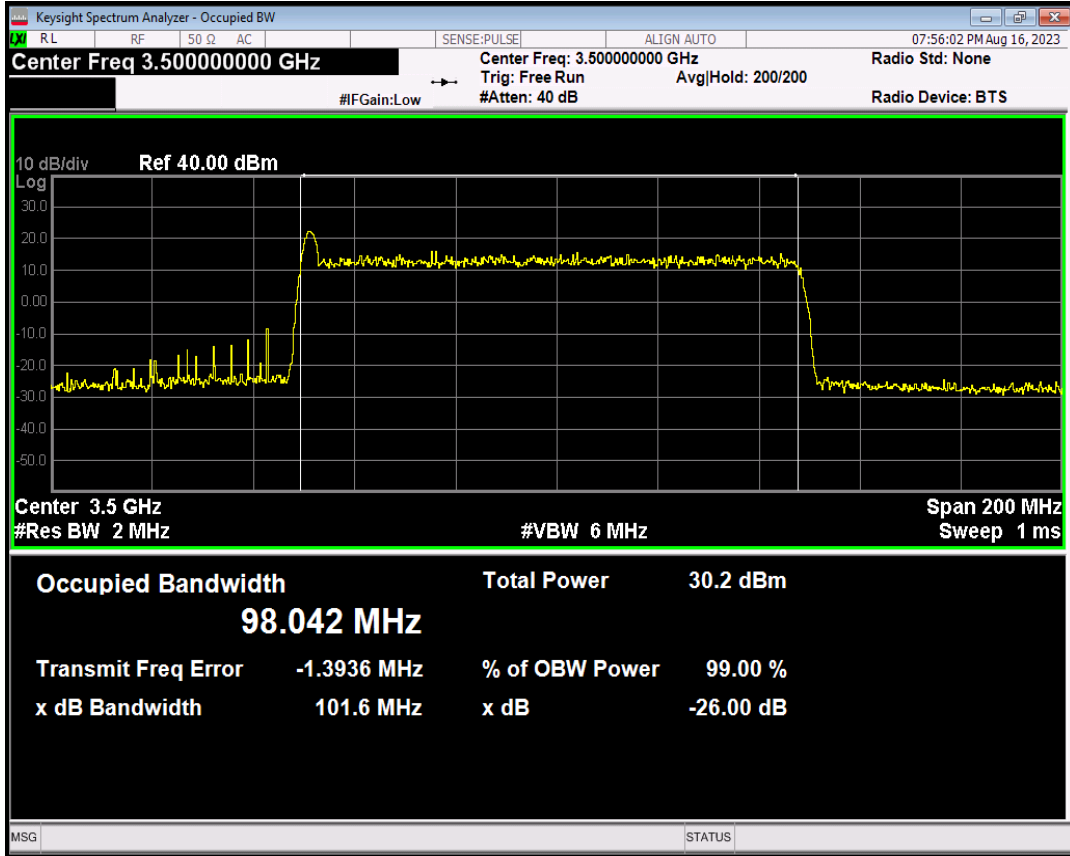 Keysight Spectrum Analyzer - Occupied BW
LXI RL RF 50 Ω AC SENSE:PULSE ALIGN AUTO 07:56:02 PM Aug 16, 2023
Center Freq 3.500000000 GHz Center Freq: 3.500000000 GHz Radio Std: None
Trig: Free Run Avg|Hold: 200/200
#IFGain:Low #Atten: 40 dB Radio Device: BTS
10 dB/div Ref 40.00 dBm
Log
30.0
20.0
10.0
0.00
-10.0
-20.0
-30.0
-40.0
-50.0
Center 3.5 GHz Span 200 MHz
#Res BW 2 MHz #VBW 6 MHz Sweep 1 ms
Occupied Bandwidth Total Power 30.2 dBm
98.042 MHz
Transmit Freq Error -1.3936 MHz % of OBW Power 99.00 %
x dB Bandwidth 101.6 MHz x dB -26.00 dB
MSG STATUS